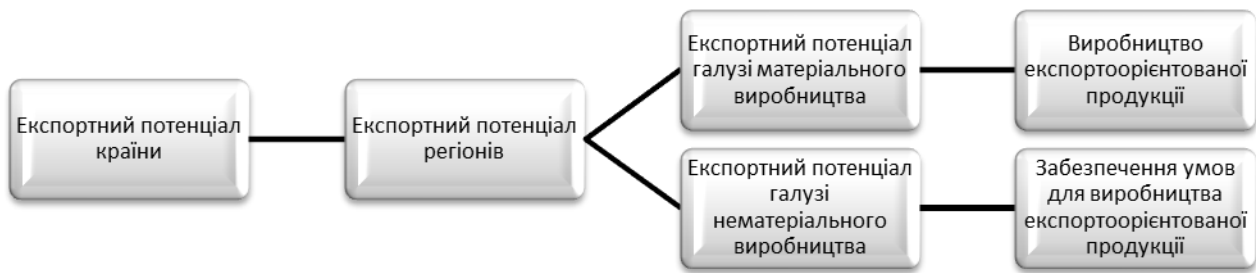 Експортний потенціал
країни
Експортний потенціал
регіонів
Експортний потенціал
галузі матеріального
виробництва
Виробництво
експортоорієнтованої
продукції
Експортний потенціал
галузі
нематеріального
виробництва
Забезпечення умов
для виробництва
експортоорієнтованої
продукції